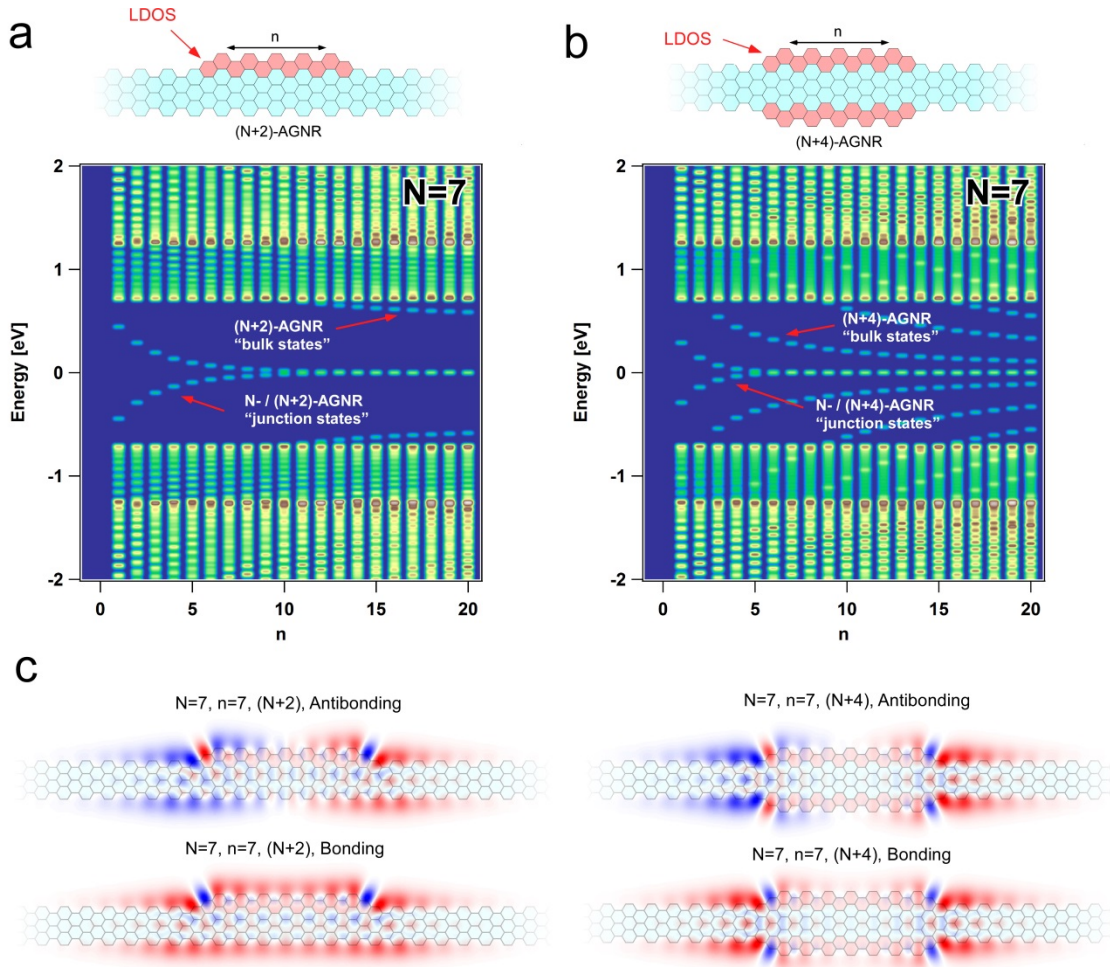 a
LDOS
n
(N+2)-AGNR
N=7
Energy [eV]
2
1
0
-1
-2
(N+2)-AGNR
“bulk states”
N- / (N+2)-AGNR
“junction states”
0 5 10 15 20
n
b
LDOS
n
(N+4)-AGNR
N=7
Energy [eV]
2
1
0
-1
-2
(N+4)-AGNR
“bulk states”
N- / (N+4)-AGNR
“junction states”
0 5 10 15 20
n
c
N=7, n=7, (N+2), Antibonding
N=7, n=7, (N+4), Antibonding
N=7, n=7, (N+2), Bonding
N=7, n=7, (N+4), Bonding